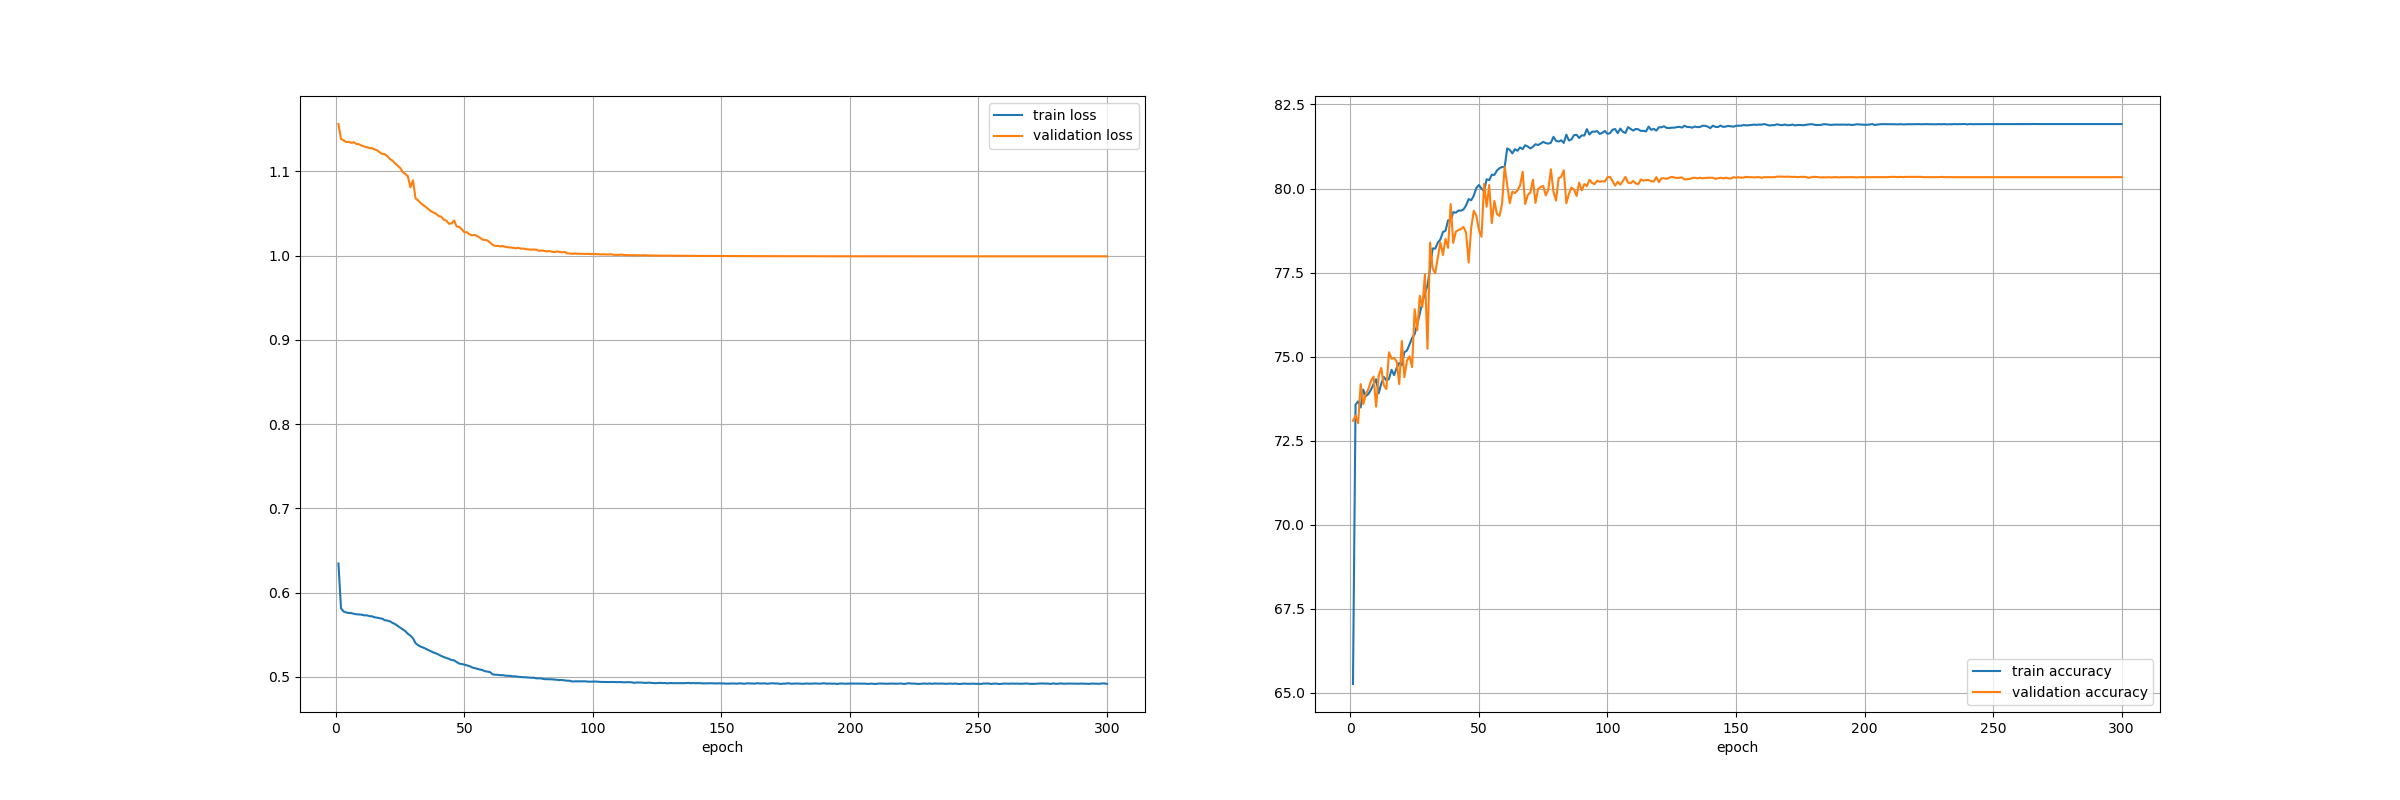 train loss
validation loss
1.1
1.0
0.9
0.8
0.7
0.6
0.5
0 50 100 150 200 250 300
epoch
82.5
80.0
77.5
75.0
72.5
70.0
67.5
65.0
train accuracy
validation accuracy
0 50 100 150 200 250 300
epoch